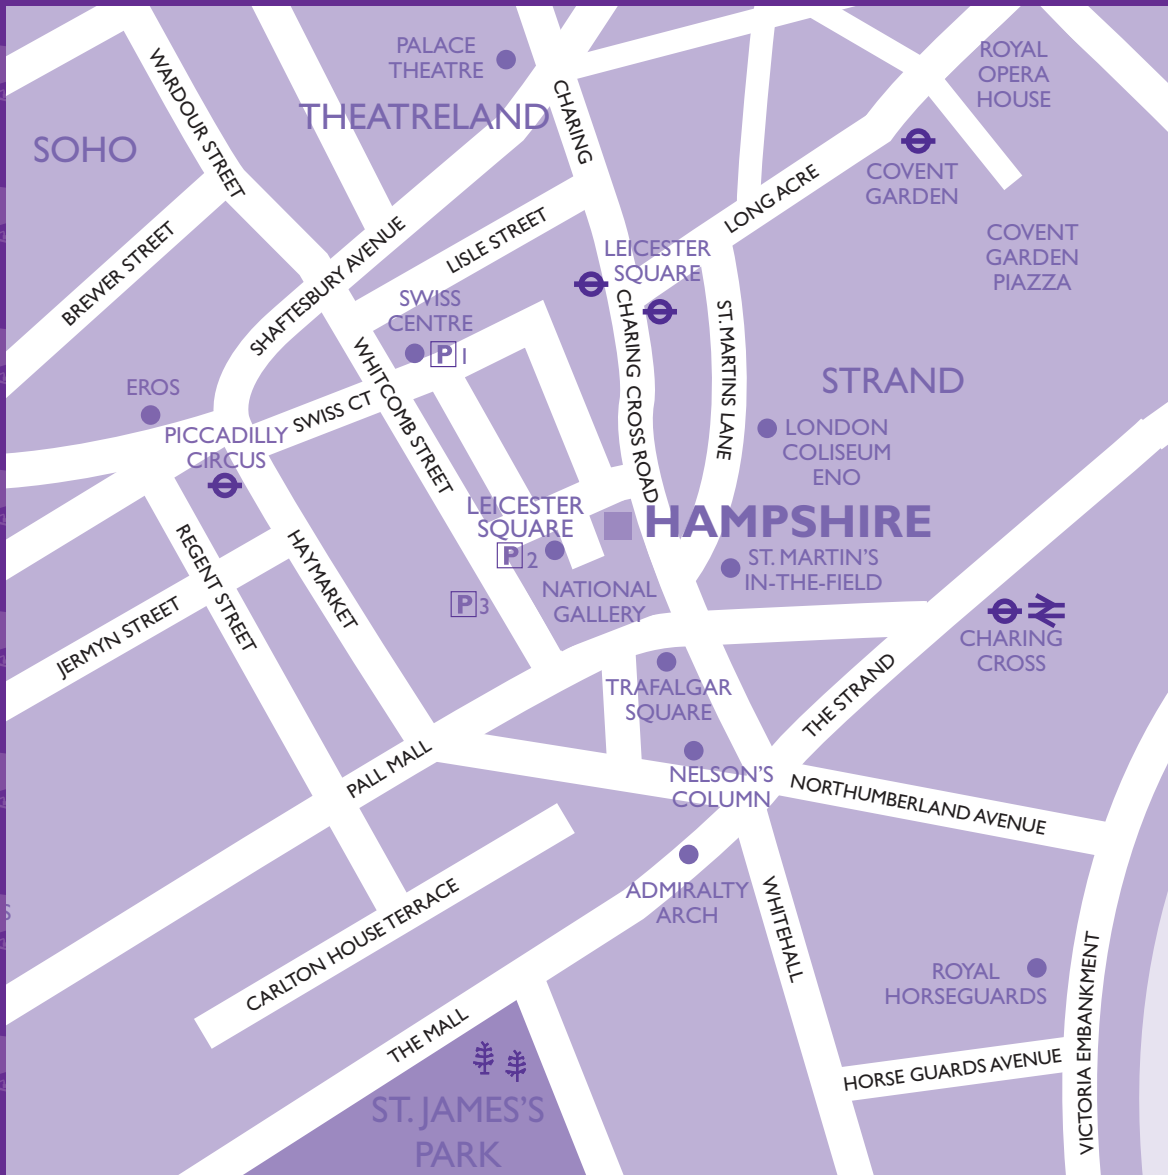 PALACE
THEATRE
ROYAL
OPERA
HOUSE
WARDOUR STREET
THEATRELAND
CHARING
SOHO
COVENT
GARDEN
LONG ACRE
BREWER STREET
SHAFTESBURY AVENUE
LISLE STREET
LEICESTER
SQUARE
COVENT
GARDEN
PIAZZA
SWISS
CENTRE
P 1
CHARING CROSS ROAD
ST. MARTINS LANE
EROS
WHITCOMB STREET
STRAND
SWISS CT
PICCADILLY
CIRCUS
LONDON
COLISEUM
ENO
LEICESTER
SQUARE
HAMPSHIRE
P 2
ST. MARTIN'S
IN-THE-FIELD
REGENT STREET
HAYMARKET
NATIONAL
GALLERY
P 3
JERMYN STREET
CHARING
CROSS
TRAFALGAR
SQUARE
THE STRAND
PALL MALL
NELSON'S
COLUMN
NORTHUMBERLAND AVENUE
ADMIRALTY
ARCH
CARLTON HOUSE TERRACE
WHITEHALL
ROYAL
HORSEGUARDS
VICTORIA EMBANKMENT
THE MALL
HORSE GUARDS AVENUE
ST. JAMES'S
PARK